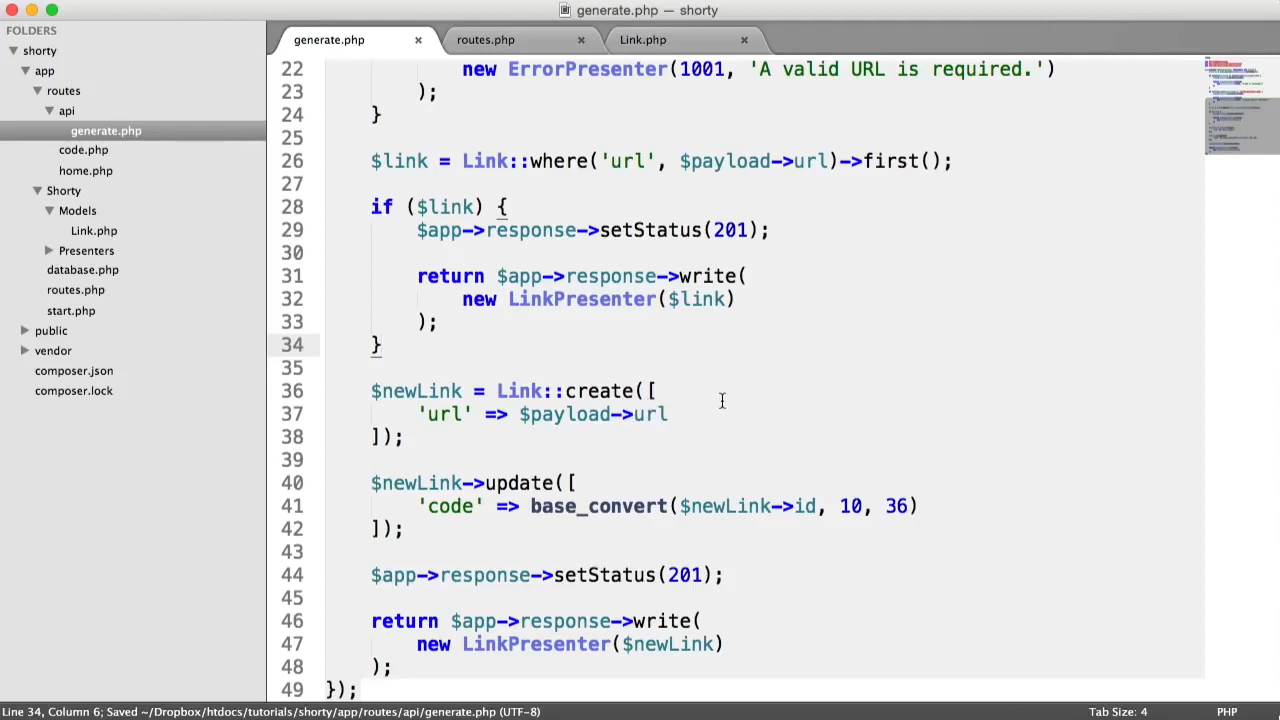 generate.php — shorty
FOLDERS
shorty
app
routes
api
generate.php
code.php
home.php
Shorty
Models
Link.php
Presenters
database.php
routes.php
start.php
public
vendor
composer.json
composer.lock
generate.php ×
routes.php ×
Link.php ×
22 new ErrorPresenter(1001, 'A valid URL is required.')
23 );
24 }
25
26 $link = Link::where('url', $payload->url)->first();
27
28 if ($link) {
29 $app->response->setStatus(201);
30
31 return $app->response->write(
32 new LinkPresenter($link)
33 );
34 }
35
36 $newLink = Link::create([
37 'url' => $payload->url
38 ]);
39
40 $newLink->update([
41 'code' => base_convert($newLink->id, 10, 36)
42 ]);
43
44 $app->response->setStatus(201);
45
46 return $app->response->write(
47 new LinkPresenter($newLink)
48 );
49 });
Line 34, Column 6; Saved ~/Dropbox/htdocs/tutorials/shorty/app/routes/api/generate.php (UTF-8)
Tab Size: 4
PHP